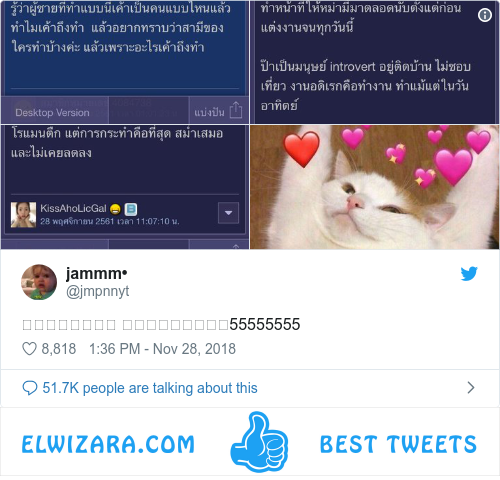 รู้ว่าผู้ชายที่ทำแบบนี้เค้าเป็นคนแบบไหนแล้ว
ทำไมเค้าถึงทำ แล้วอยากทราบว่าสามีของ
ใครทำบ้างค่ะ แล้วเพราะอะไรเค้าถึงทำ
Desktop Version
แบ่งปัน
ทำหน้าที่ให้หม่ามี๊มาตลอดนับตั้งแต่ก่อน
แต่งงานจนทุกวันนี้
ป๊าเป็นมนุษย์ introvert อยู่ติดบ้าน ไม่ชอบ
เที่ยว งานอดิเรกคือทำงาน ทำแม้แต่ในวัน
อาทิตย์
โรแมนติก แต่การกระทำคือที่สุด สม่ำเสมอ
และไม่เคยลดลง
KissAhoLicGal
28 พฤศจิกายน 2561 เวลา 11:07:10 น.
jammm•
@jmpnnyt
55555555
8,818 1:36 PM - Nov 28, 2018
51.7K people are talking about this
ELWIZARA.COM BEST TWEETS